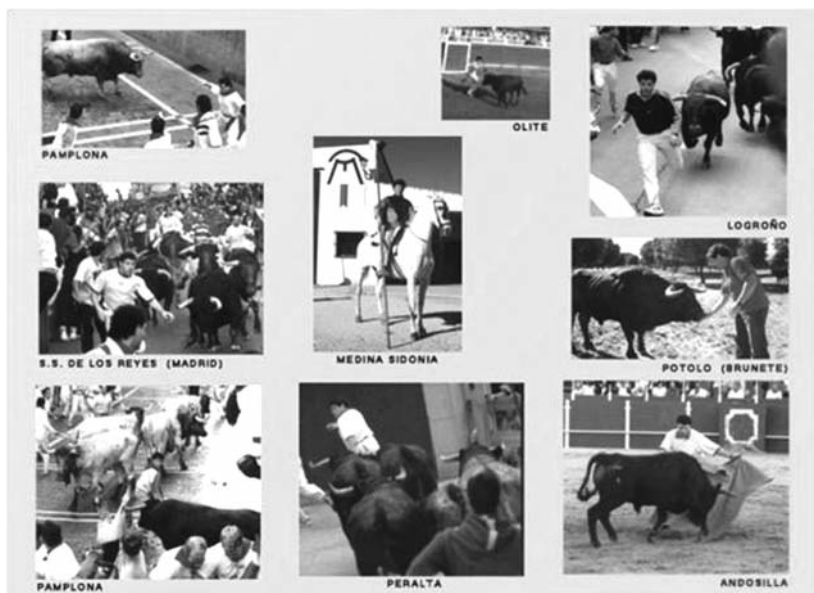 PAMPLONA
OLITE
LOGROÑO
S.S. DE LOS REYES (MADRID)
MEDINA SIDONIA
POTOLO (BRUNETE)
PAMPLONA
PERALTA
ANDOSILLA